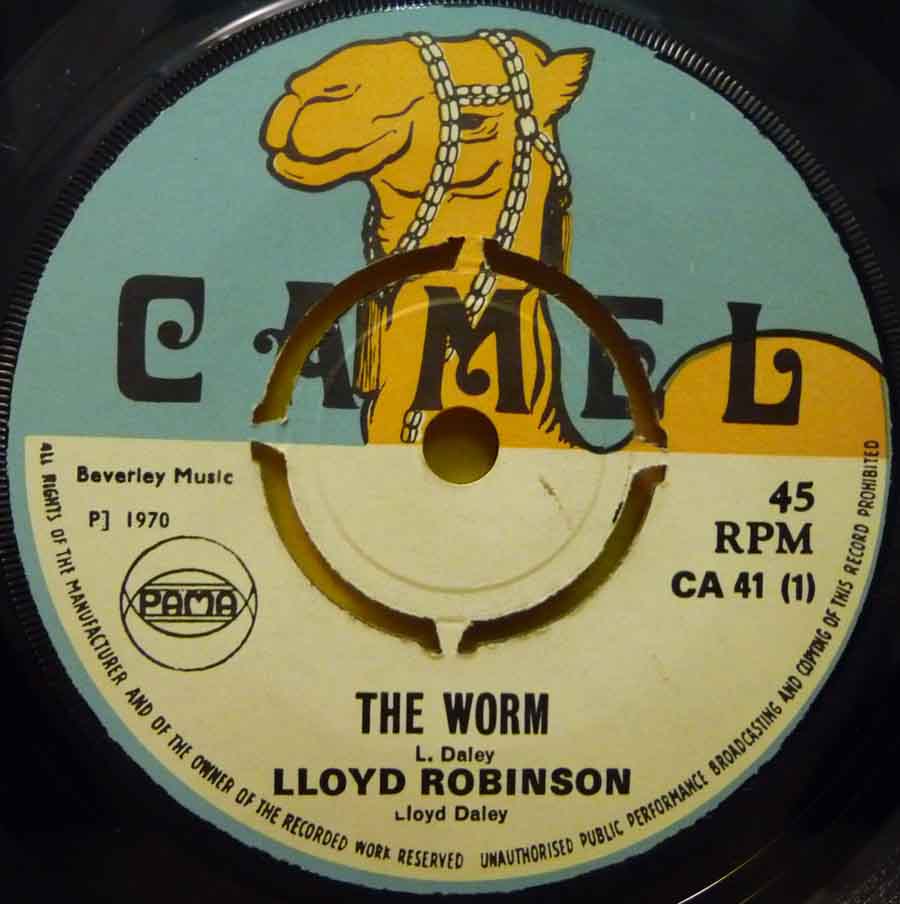 CAMEL
Beverley Music
P] 1970
PAMA
45
RPM
CA 41 (1)
THE WORM
L. Daley
LLOYD ROBINSON
Lloyd Daley
ALL RIGHTS OF THE MANUFACTURER AND OF THE OWNER OF THE RECORDED WORK RESERVED UNAUTHORISED PUBLIC PERFORMANCE BROADCASTING AND COPYING OF THIS RECORD PROHIBITED